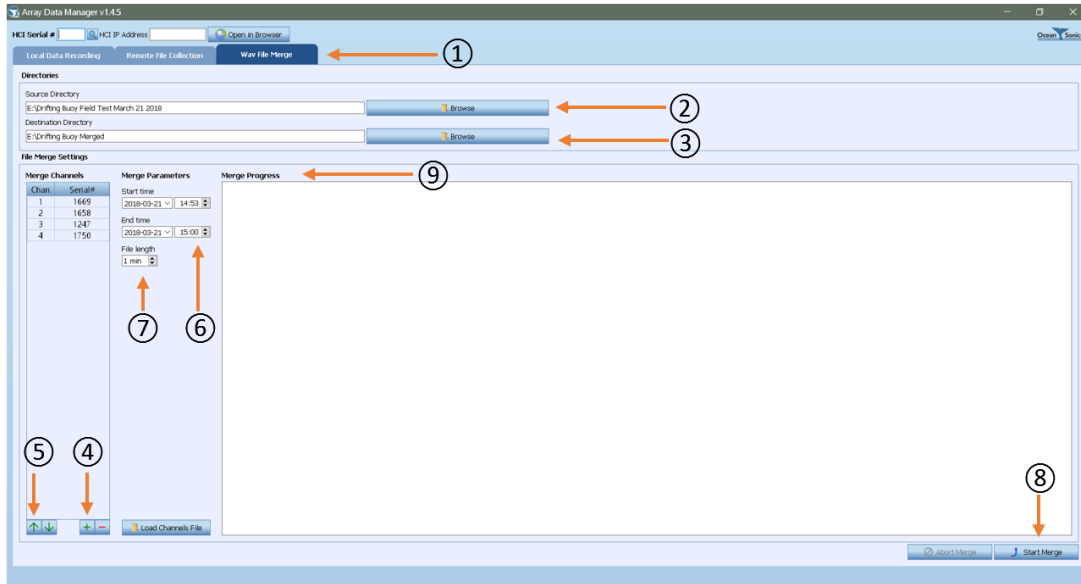 Array Data Manager v1.4.5
HCI Serial # HCI IP Address Open in Browser
Ocean Sonic
Local Data Recording Remote File Collection Wav File Merge ①
Directories
Source Directory
E:\Drifting Buoy Field Test March 21 2018 Browse ②
Destination Directory
E:\Drifting Buoy Merged Browse ③
File Merge Settings
Merge Channels Merge Parameters Merge Progress ⑨
Chan. Serial# Start time
1 1669 2018-03-21 14:53
2 1658
3 1247 End time
4 1750 2018-03-21 15:00
File length
1 min
⑦ ⑥
⑤ ④
⑧
+ − Load Channels File
Abort Merge Start Merge